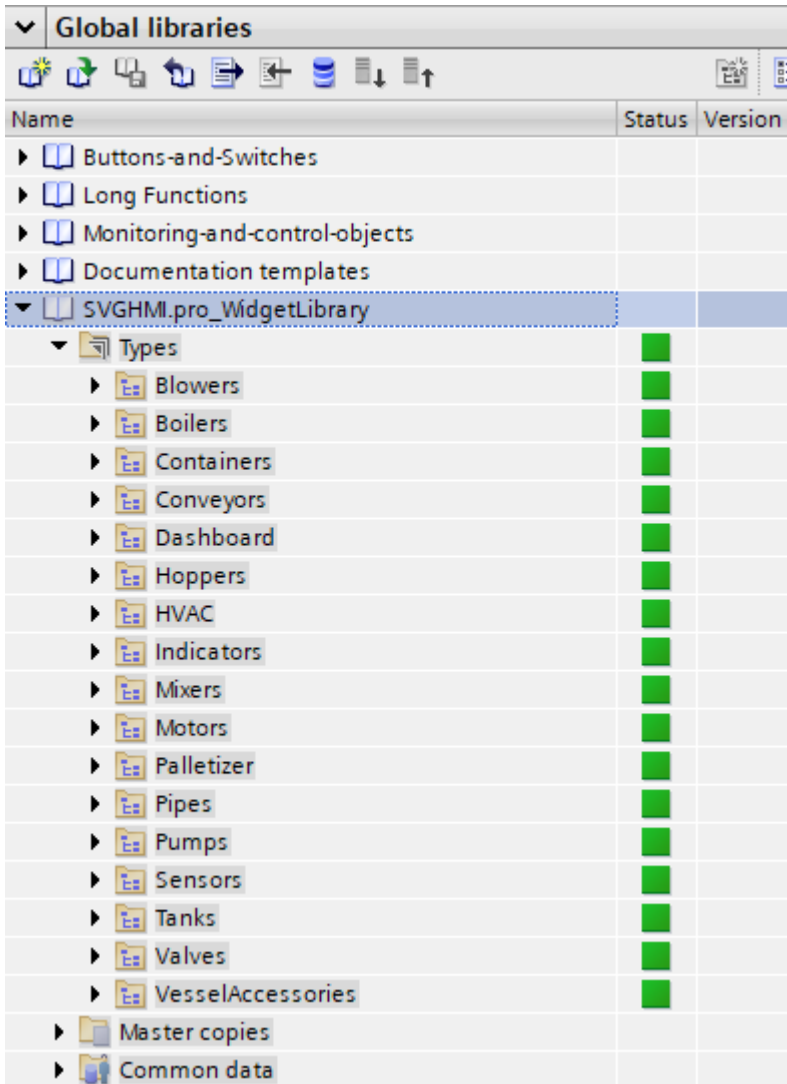 Global libraries
Name Status Version
Buttons-and-Switches
Long Functions
Monitoring-and-control-objects
Documentation templates
SVGHMI.pro_WidgetLibrary
Types
Blowers
Boilers
Containers
Conveyors
Dashboard
Hoppers
HVAC
Indicators
Mixers
Motors
Palletizer
Pipes
Pumps
Sensors
Tanks
Valves
VesselAccessories
Master copies
Common data